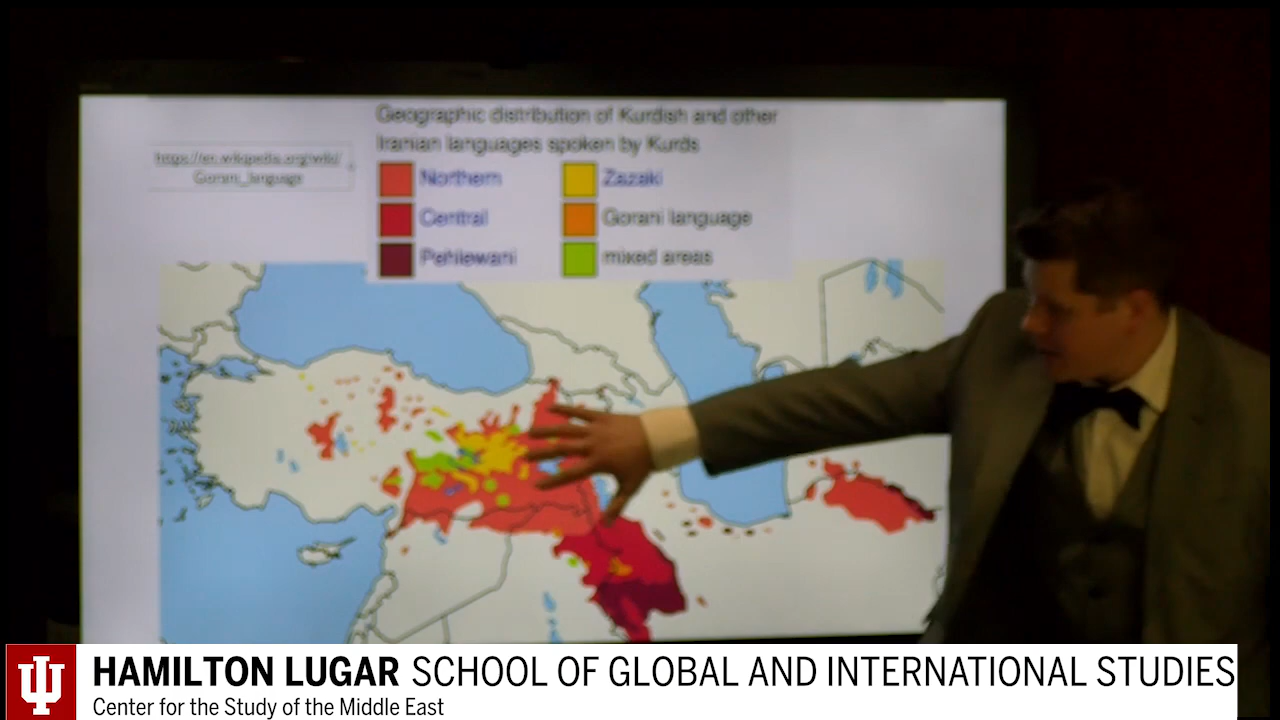 Geographic distribution of Kurdish and other
Iranian languages spoken by Kurds
https://en.wikipedia.org/wiki/
Gorani_language
Northern
Zazaki
Central
Gorani language
Pehlewani
mixed areas
HAMILTON LUGAR SCHOOL OF GLOBAL AND INTERNATIONAL STUDIES
Center for the Study of the Middle East